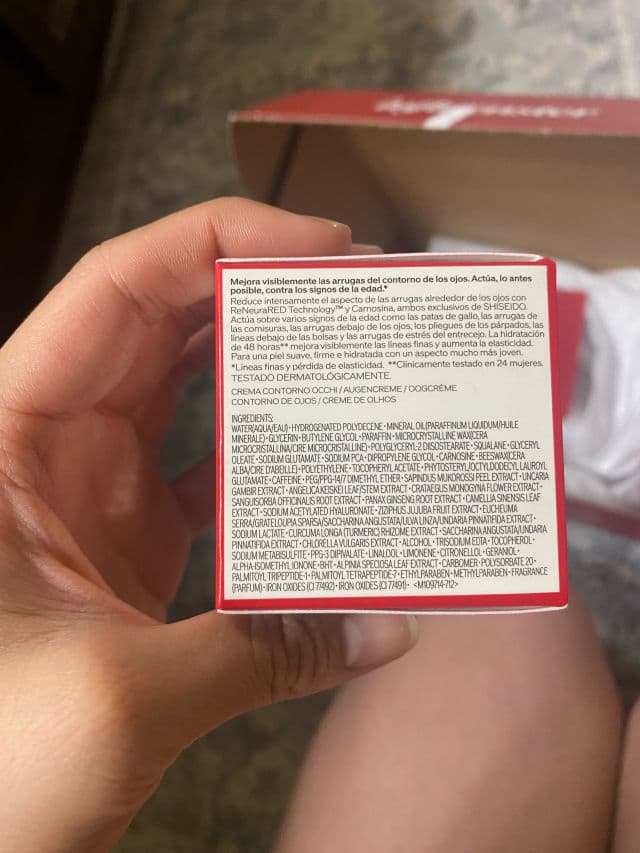 Mejora visiblemente las arrugas del contorno de los ojos. Actúa, lo antes
posible, contra los signos de la edad.*
Reduce intensamente el aspecto de las arrugas alrededor de los ojos con
ReNeuraRED Technology™ y Carnosina, ambos exclusivos de SHISEIDO.
Actúa sobre varios signos de la edad como las patas de gallo, las arrugas de
las comisuras, las arrugas debajo de los ojos, los pliegues de los párpados, las
líneas debajo de las bolsas y las arrugas de estrés del entrecejo. La hidratación
de 48 horas** mejora visiblemente las líneas finas y aumenta la elasticidad.
Para una piel suave, firme e hidratada con un aspecto mucho más joven.
*Líneas finas y pérdida de elasticidad. **Clínicamente testado en 24 mujeres.
TESTADO DERMATOLÓGICAMENTE.
CREMA CONTORNO OCCHI / AUGENCREME / OOGCRÈME
CONTORNO DE OJOS / CREME DE OLHOS
INGREDIENTS:
WATER(AQUA/EAU)・HYDROGENATED POLYDECENE・MINERAL OIL(PARAFFINUM LIQUIDUM/HUILE
MINERALE)・GLYCERIN・BUTYLENE GLYCOL・PARAFFIN・MICROCRYSTALLINE WAX(CERA
MICROCRISTALLINA/CIRE MICROCRISTALLINE)・POLYGLYCERYL-2 DIISOSTEARATE・SQUALANE・GLYCERYL
OLEATE・SODIUM GLUTAMATE・SODIUM PCA・DIPROPYLENE GLYCOL・CARNOSINE・BEESWAX(CERA
ALBA/CIRE D'ABEILLE)・POLYETHYLENE・TOCOPHERYL ACETATE・PHYTOSTERYL/OCTYLDODECYL LAUROYL
GLUTAMATE・CAFFEINE・PEG/PPG-14/7 DIMETHYL ETHER・SAPINDUS MUKOROSSI PEEL EXTRACT・UNCARIA
GAMBIR EXTRACT・ANGELICA KEISKEI LEAF/STEM EXTRACT・CRATAEGUS MONOGYNA FLOWER EXTRACT・
SANGUISORBA OFFICINALIS ROOT EXTRACT・PANAX GINSENG ROOT EXTRACT・CAMELLIA SINENSIS LEAF
EXTRACT・SODIUM ACETYLATED HYALURONATE・ZIZIPHUS JUJUBA FRUIT EXTRACT・EUCHEUMA
SERRA/GRATELOUPIA SPARSA/SACCHARINA ANGUSTATA/ULVA LINZA/UNDARIA PINNATIFIDA EXTRACT・
SODIUM LACTATE・CURCUMA LONGA (TURMERIC) RHIZOME EXTRACT・SACCHARINA ANGUSTATA/UNDARIA
PINNATIFIDA EXTRACT・CHLORELLA VULGARIS EXTRACT・ALCOHOL・TRISODIUM EDTA・TOCOPHEROL・
SODIUM METABISULFITE・PPG-3 DIPIVALATE・LINALOOL・LIMONENE・CITRONELLOL・GERANIOL・
ALPHA-ISOMETHYL IONONE・BHT・ALPINIA SPECIOSA LEAF EXTRACT・CARBOMER・POLYSORBATE 20・
PALMITOYL TRIPEPTIDE-1・PALMITOYL TETRAPEPTIDE-7・ETHYLPARABEN・METHYLPARABEN・FRAGRANCE
(PARFUM)・IRON OXIDES (CI 77492)・IRON OXIDES (CI 77491)・ <M109714-712>